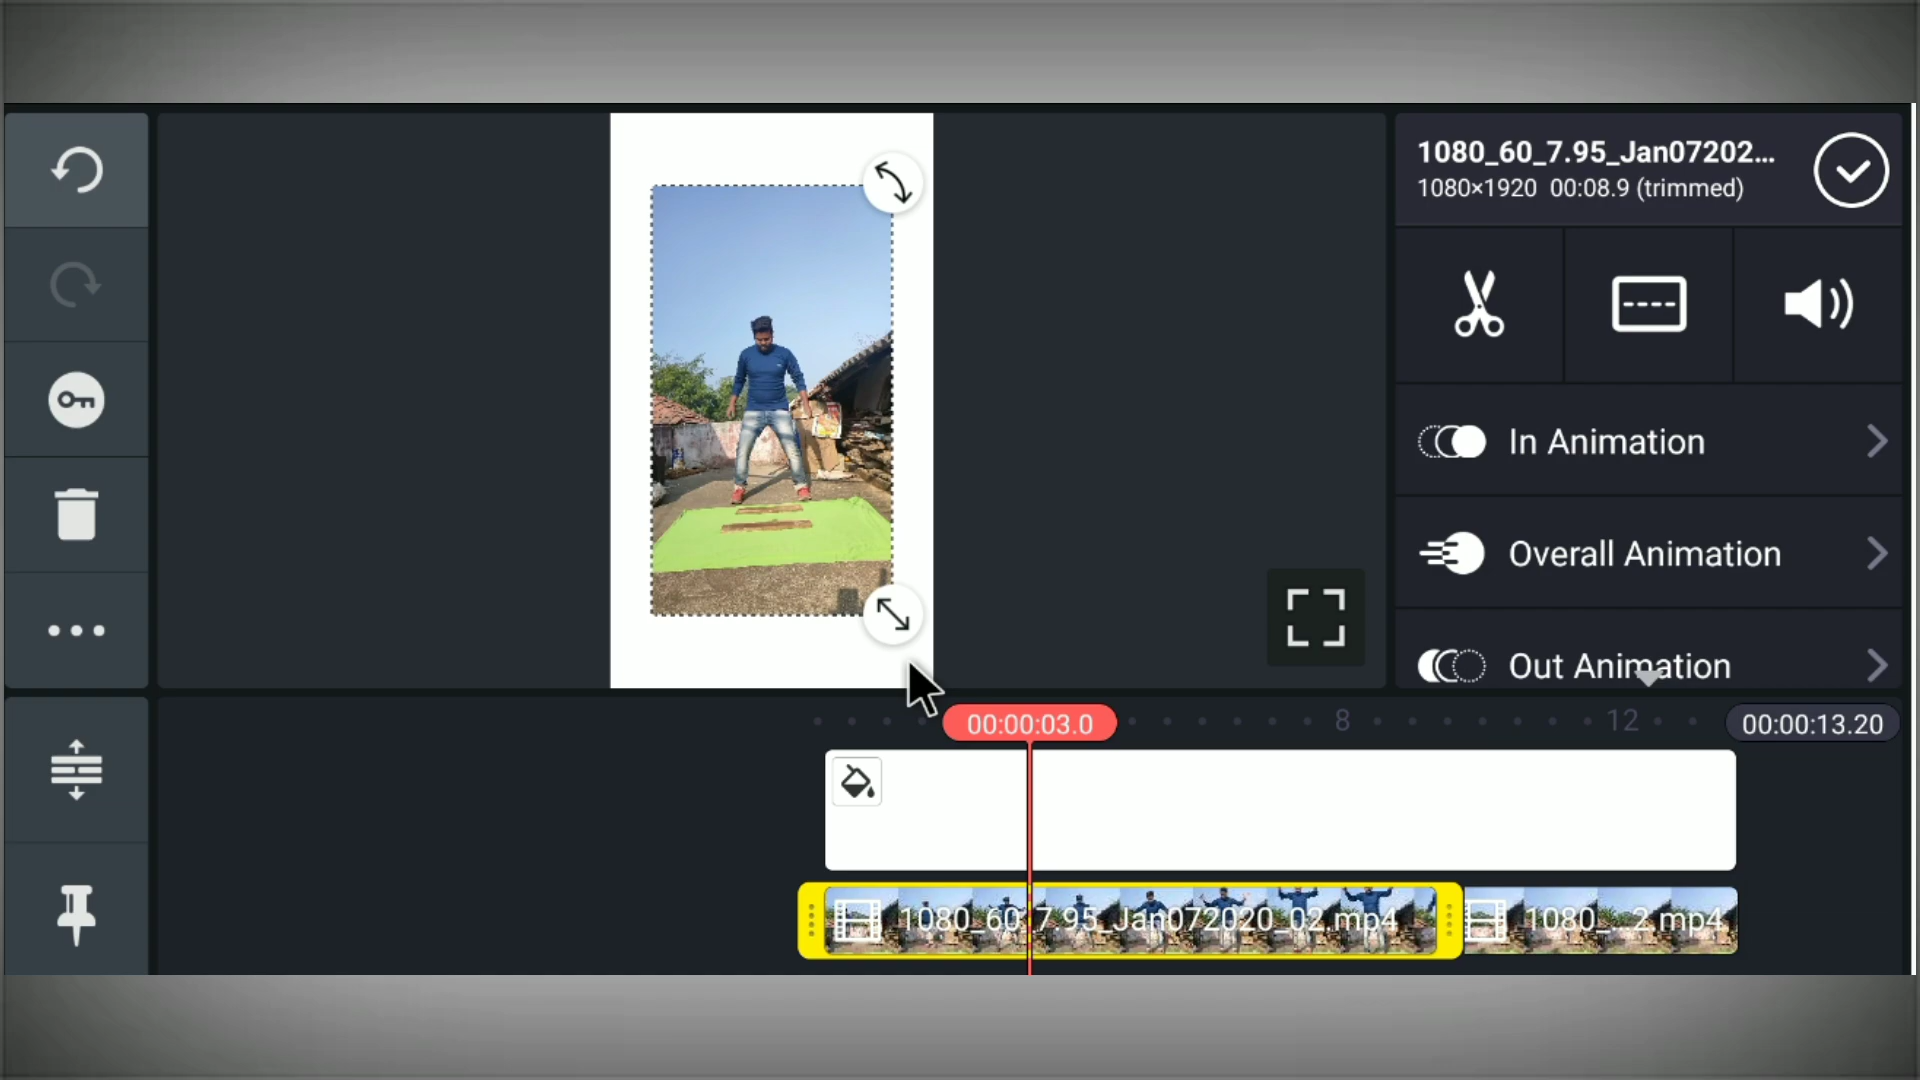 1080_60_7.95_Jan07202...
1080×1920 00:08.9 (trimmed)
In Animation
Overall Animation
Out Animation
00:00:03.0
8
12
00:00:13.20
1080_60_7.95_Jan072020_02.mp4
1080_...2.mp4